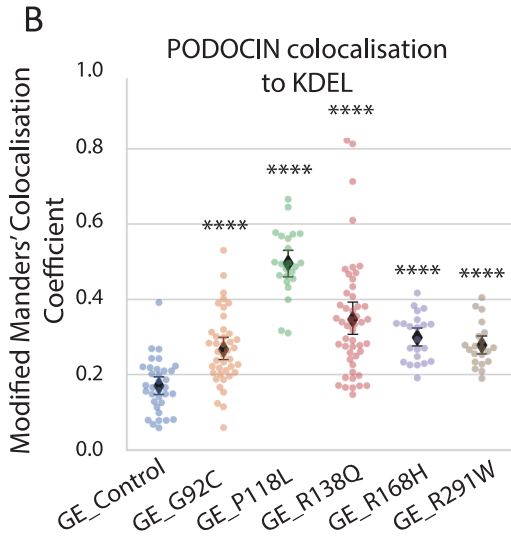 B
PODOCIN colocalisation
to KDEL
Modified Manders' Colocalisation
Coefficient
1.0
0.8
0.6
0.4
0.2
0.0
****
****
****
****
****
GE_Control
GE_G92C
GE_P118L
GE_R138Q
GE_R168H
GE_R291W